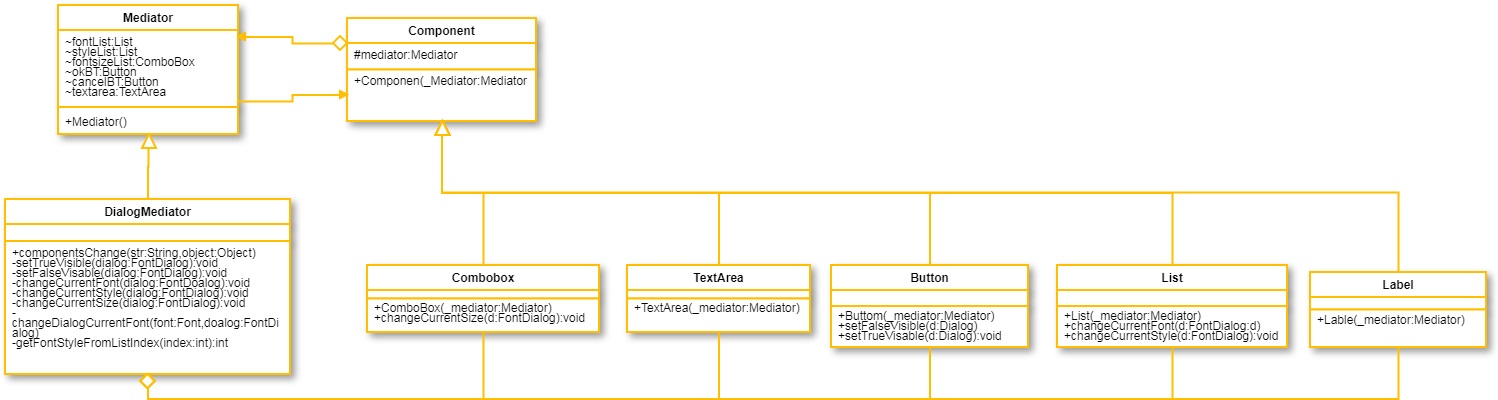 Mediator
~fontList:List
~styleList:List
~fontsizeList:ComboBox
~okBT:Button
~cancelBT:Button
~textarea:TextArea
+Mediator()
Component
#mediator:Mediator
+Componen(_Mediator:Mediator
DialogMediator
+componentsChange(str:String,object:Object)
-setTrueVisible(dialog:FontDialog):void
-setFalseVisable(dialog:FontDialog):void
-changeCurrentFont(dialog:FontDoalog):void
-changeCurrentStyle(dialog:FontDialog):void
-changeCurrentSize(dialog:FontDialog):void
-
changeDialogCurrentFont(font:Font,doalog:FontDi
alog)
-getFontStyleFromListIndex(index:int):int
Combobox
+ComboBox(_mediator:Mediator)
+changeCurrentSize(d:FontDialog):void
TextArea
+TextArea(_mediator:Mediator)
Button
+Buttom(_mediator:Mediator)
+setFalseVisible(d:Dialog)
+setTrueVisable(d:Dialog):void
List
+List(_mediator:Mediator)
+changeCurrentFont(d:FontDialog:d)
+changeCurrentStyle(d:FontDialog):void
Label
+Lable(_mediator:Mediator)